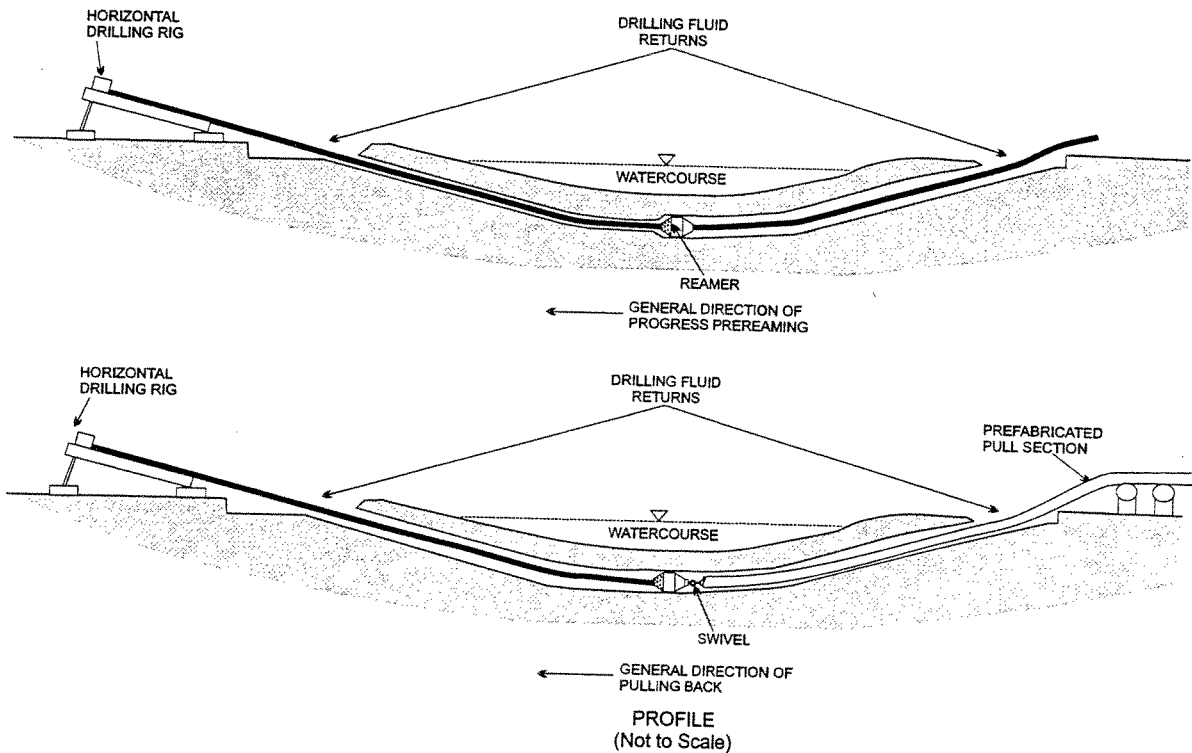 HORIZONTAL
DRILLING RIG
DRILLING FLUID
RETURNS
WATERCOURSE
REAMER
GENERAL DIRECTION OF
PROGRESS PREREAMING
HORIZONTAL
DRILLING RIG
DRILLING FLUID
RETURNS
PREFABRICATED
PULL SECTION
WATERCOURSE
SWIVEL
GENERAL DIRECTION OF
PULLING BACK
PROFILE
(Not to Scale)